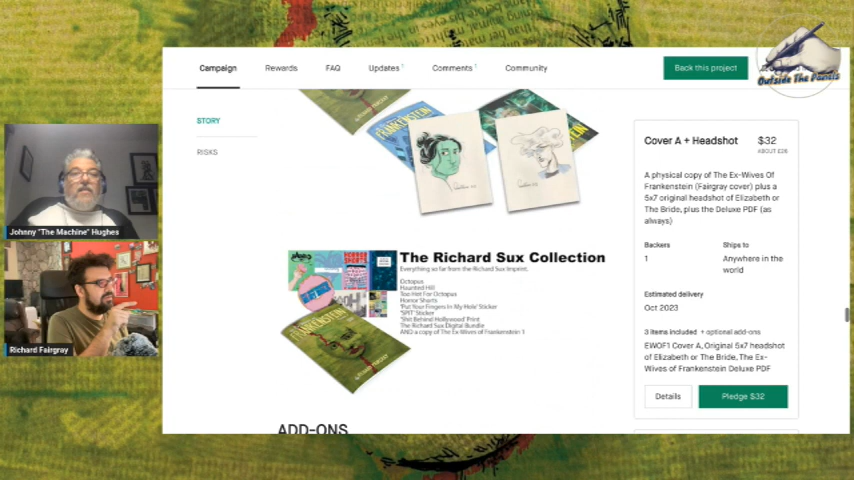 Outside The Panels
Campaign
Rewards
FAQ
Updates
Comments
Community
Back this project
STORY
RISKS
FRANKENSTEIN
Cover A + Headshot
$32
ABOUT £26
A physical copy of The Ex-Wives Of
Frankenstein (Fairgray cover) plus a
5x7 original headshot of Elizabeth or
The Bride, plus the Deluxe PDF (as
always)
Backers
1
Ships to
Anywhere in the
world
Estimated delivery
Oct 2023
3 items included + optional add-ons
EWOF1 Cover A, Original 5x7 headshot
of Elizabeth or The Bride, The Ex-
Wives of Frankenstein Deluxe PDF
Details
Pledge $32
The Richard Sux Collection
Everything so far from the Richard Sux Imprint.
Octopus
Haunted Hill
Too Hot For Octopus
Horror Shorts
'Put Your Fingers in My Hole' Sticker
'SPIT' Sticker
'Shit Behind Hollywood' Print
The Richard Sux Digital Bundle
AND a copy of The Ex-Wives of Frankenstein 1
FRANKENSTEIN
ADD-ONS
Johnny "The Machine" Hughes
Richard Fairgray